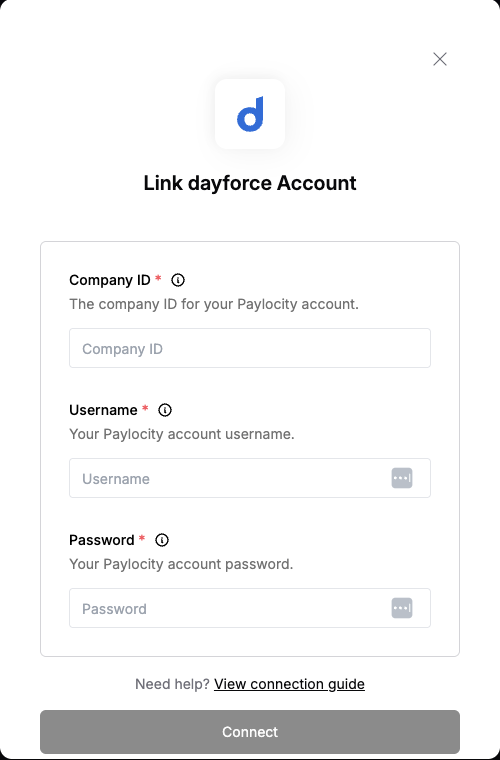 d
Link dayforce Account
Company ID *
The company ID for your Paylocity account.
Company ID
Username *
Your Paylocity account username.
Username
Password *
Your Paylocity account password.
Password
Need help? View connection guide
Connect